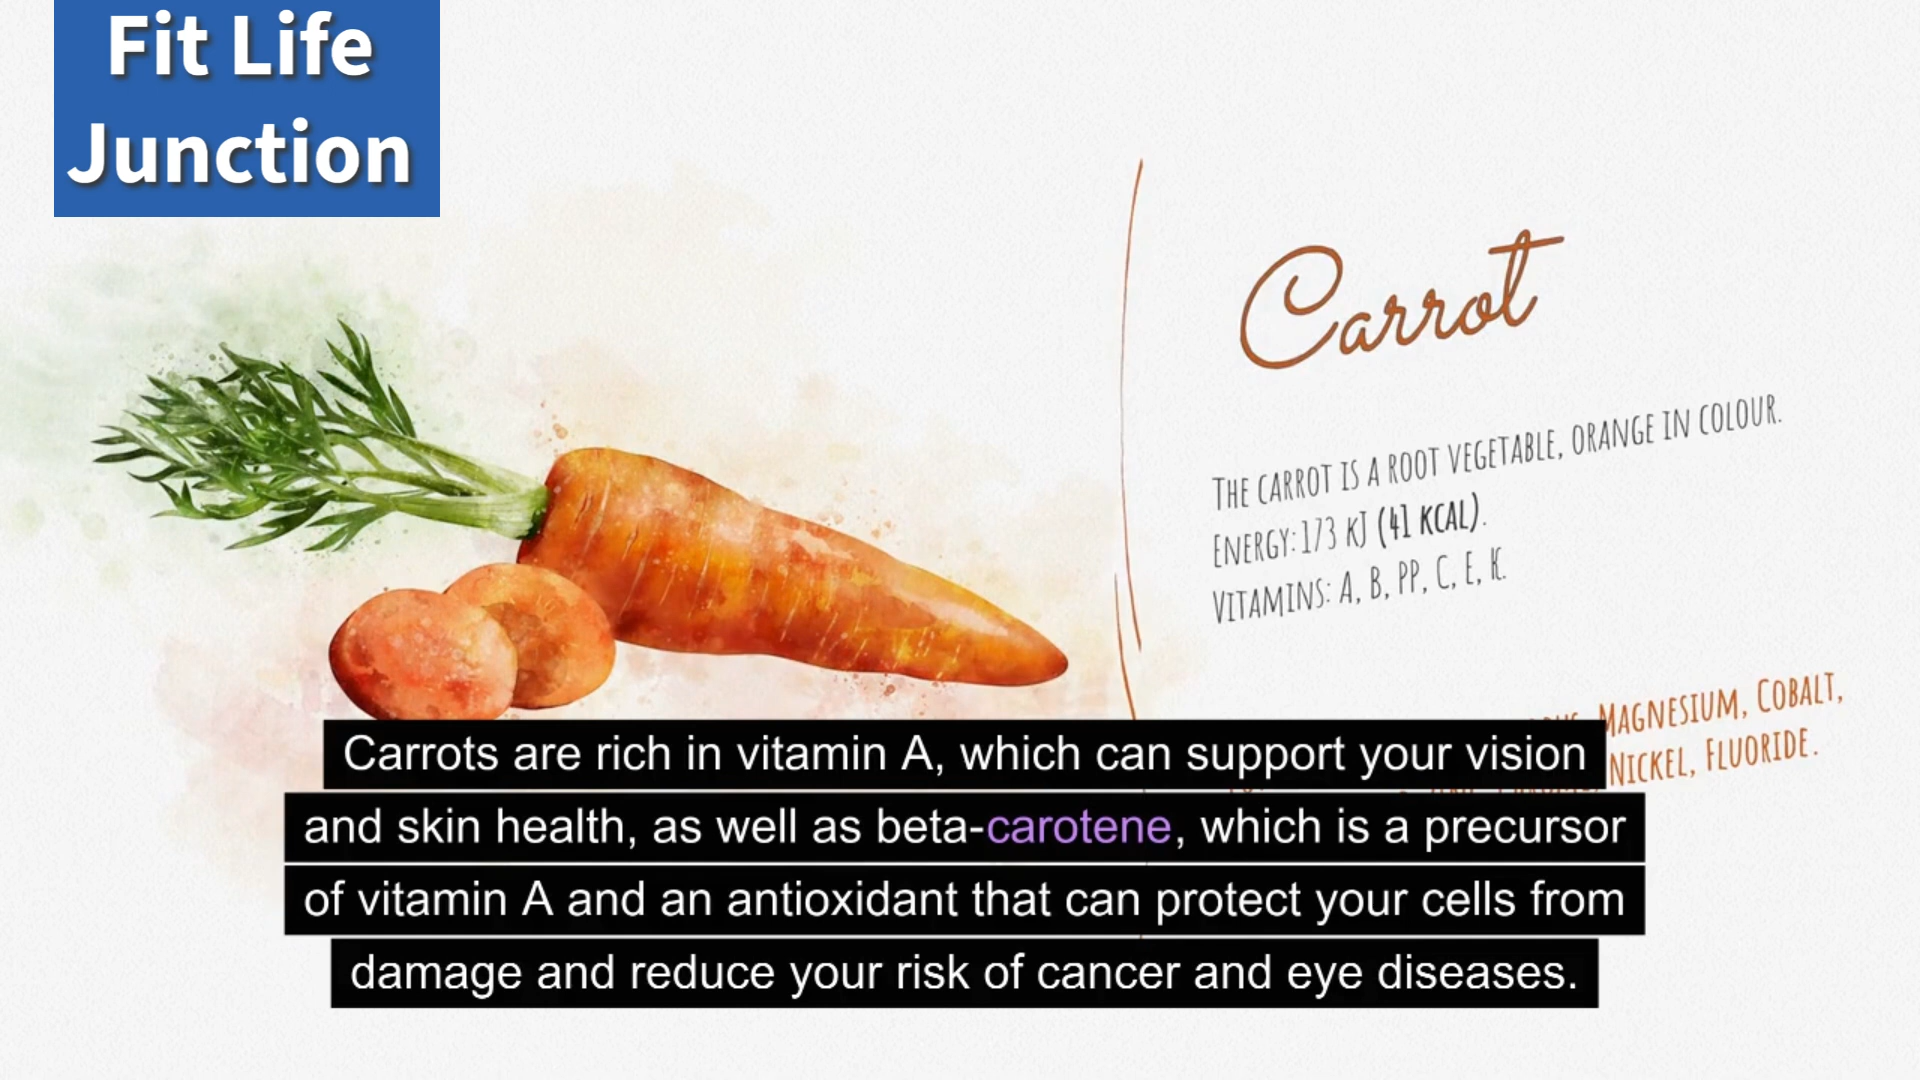 Fit Life
Junction
Carrot
THE CARROT IS A ROOT VEGETABLE, ORANGE IN COLOUR.
ENERGY: 173 KJ (41 KCAL).
VITAMINS: A, B, PP, C, E, K.
MAGNESIUM, COBALT,
NICKEL, FLUORIDE.
Carrots are rich in vitamin A, which can support your vision
and skin health, as well as beta-carotene, which is a precursor
of vitamin A and an antioxidant that can protect your cells from
damage and reduce your risk of cancer and eye diseases.